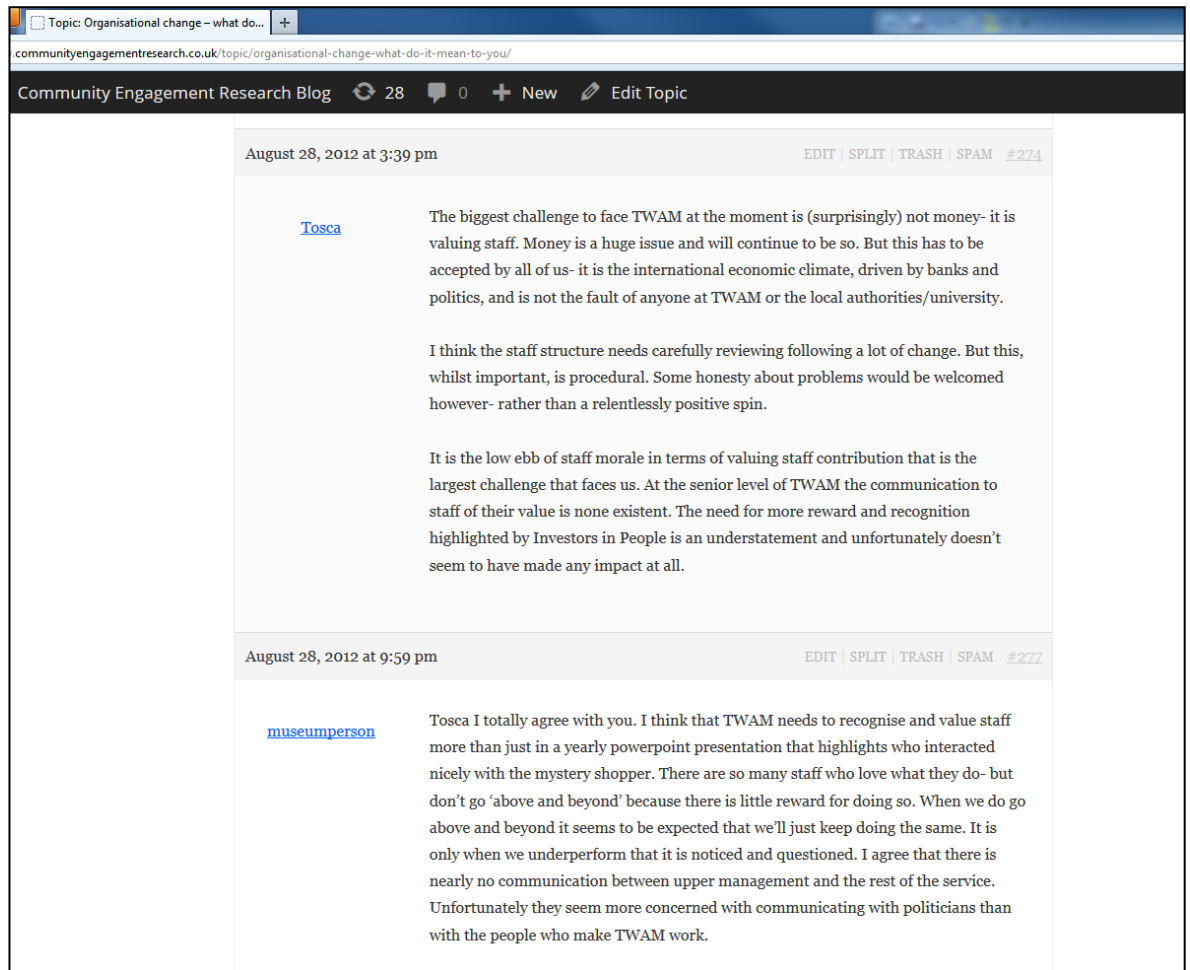 Topic: Organisational change – what do... +
.communityengagementresearch.co.uk/topic/organisational-change-what-do-it-mean-to-you/
Community Engagement Research Blog 28 0 + New Edit Topic
August 28, 2012 at 3:39 pm EDIT | SPLIT | TRASH | SPAM #274
Tosca
The biggest challenge to face TWAM at the moment is (surprisingly) not money- it is
valuing staff. Money is a huge issue and will continue to be so. But this has to be
accepted by all of us- it is the international economic climate, driven by banks and
politics, and is not the fault of anyone at TWAM or the local authorities/university.
I think the staff structure needs carefully reviewing following a lot of change. But this,
whilst important, is procedural. Some honesty about problems would be welcomed
however- rather than a relentlessly positive spin.
It is the low ebb of staff morale in terms of valuing staff contribution that is the
largest challenge that faces us. At the senior level of TWAM the communication to
staff of their value is none existent. The need for more reward and recognition
highlighted by Investors in People is an understatement and unfortunately doesn't
seem to have made any impact at all.
August 28, 2012 at 9:59 pm EDIT | SPLIT | TRASH | SPAM #277
museumperson
Tosca I totally agree with you. I think that TWAM needs to recognise and value staff
more than just in a yearly powerpoint presentation that highlights who interacted
nicely with the mystery shopper. There are so many staff who love what they do- but
don't go 'above and beyond' because there is little reward for doing so. When we do go
above and beyond it seems to be expected that we'll just keep doing the same. It is
only when we underperform that it is noticed and questioned. I agree that there is
nearly no communication between upper management and the rest of the service.
Unfortunately they seem more concerned with communicating with politicians than
with the people who make TWAM work.